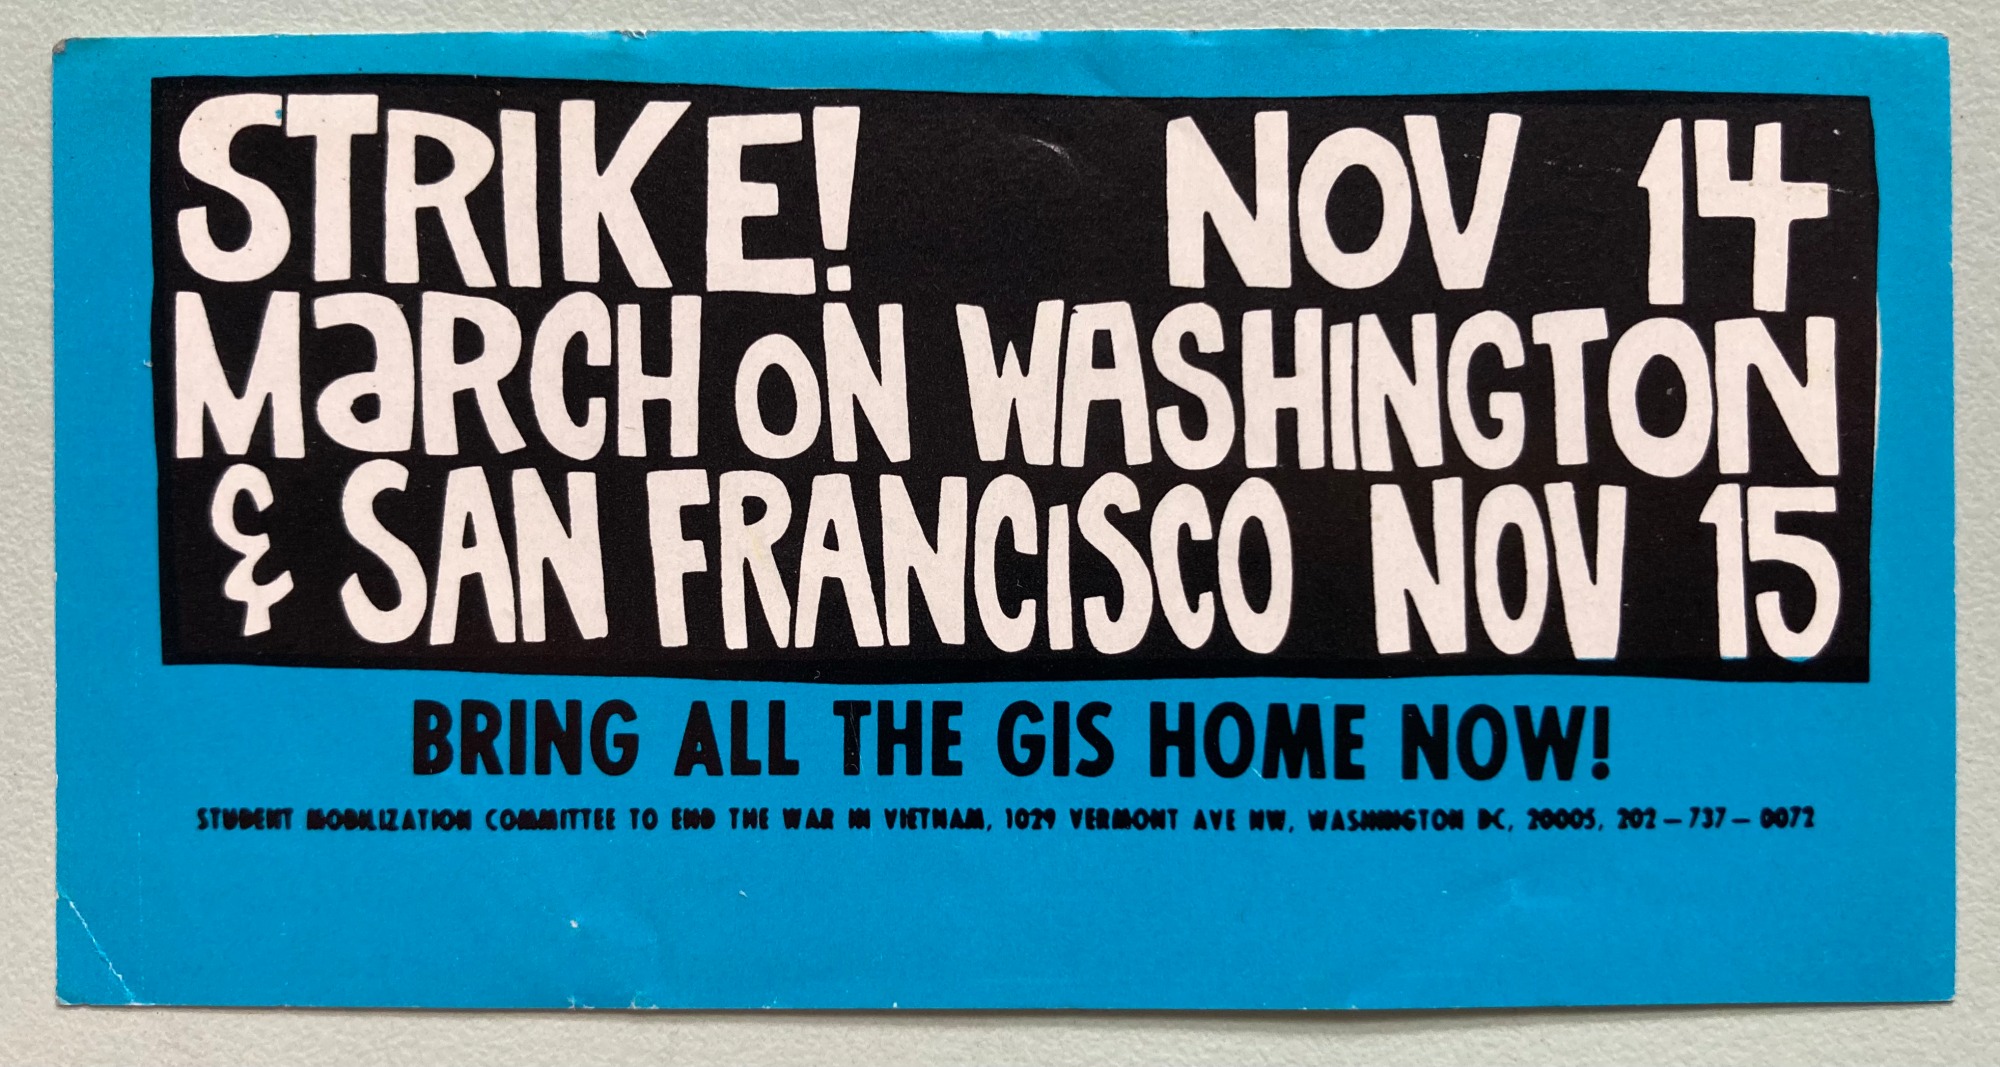 STRIKE! NOV 14
MaRCH ON WASHINGTON
& SAN FRANCISCO NOV 15
BRING ALL THE GIS HOME NOW!
STUDENT MOBILIZATION COMMITTEE TO END THE WAR IN VIETNAM, 1029 VERMONT AVE NW, WASHINGTON DC, 20005, 202-737-0072